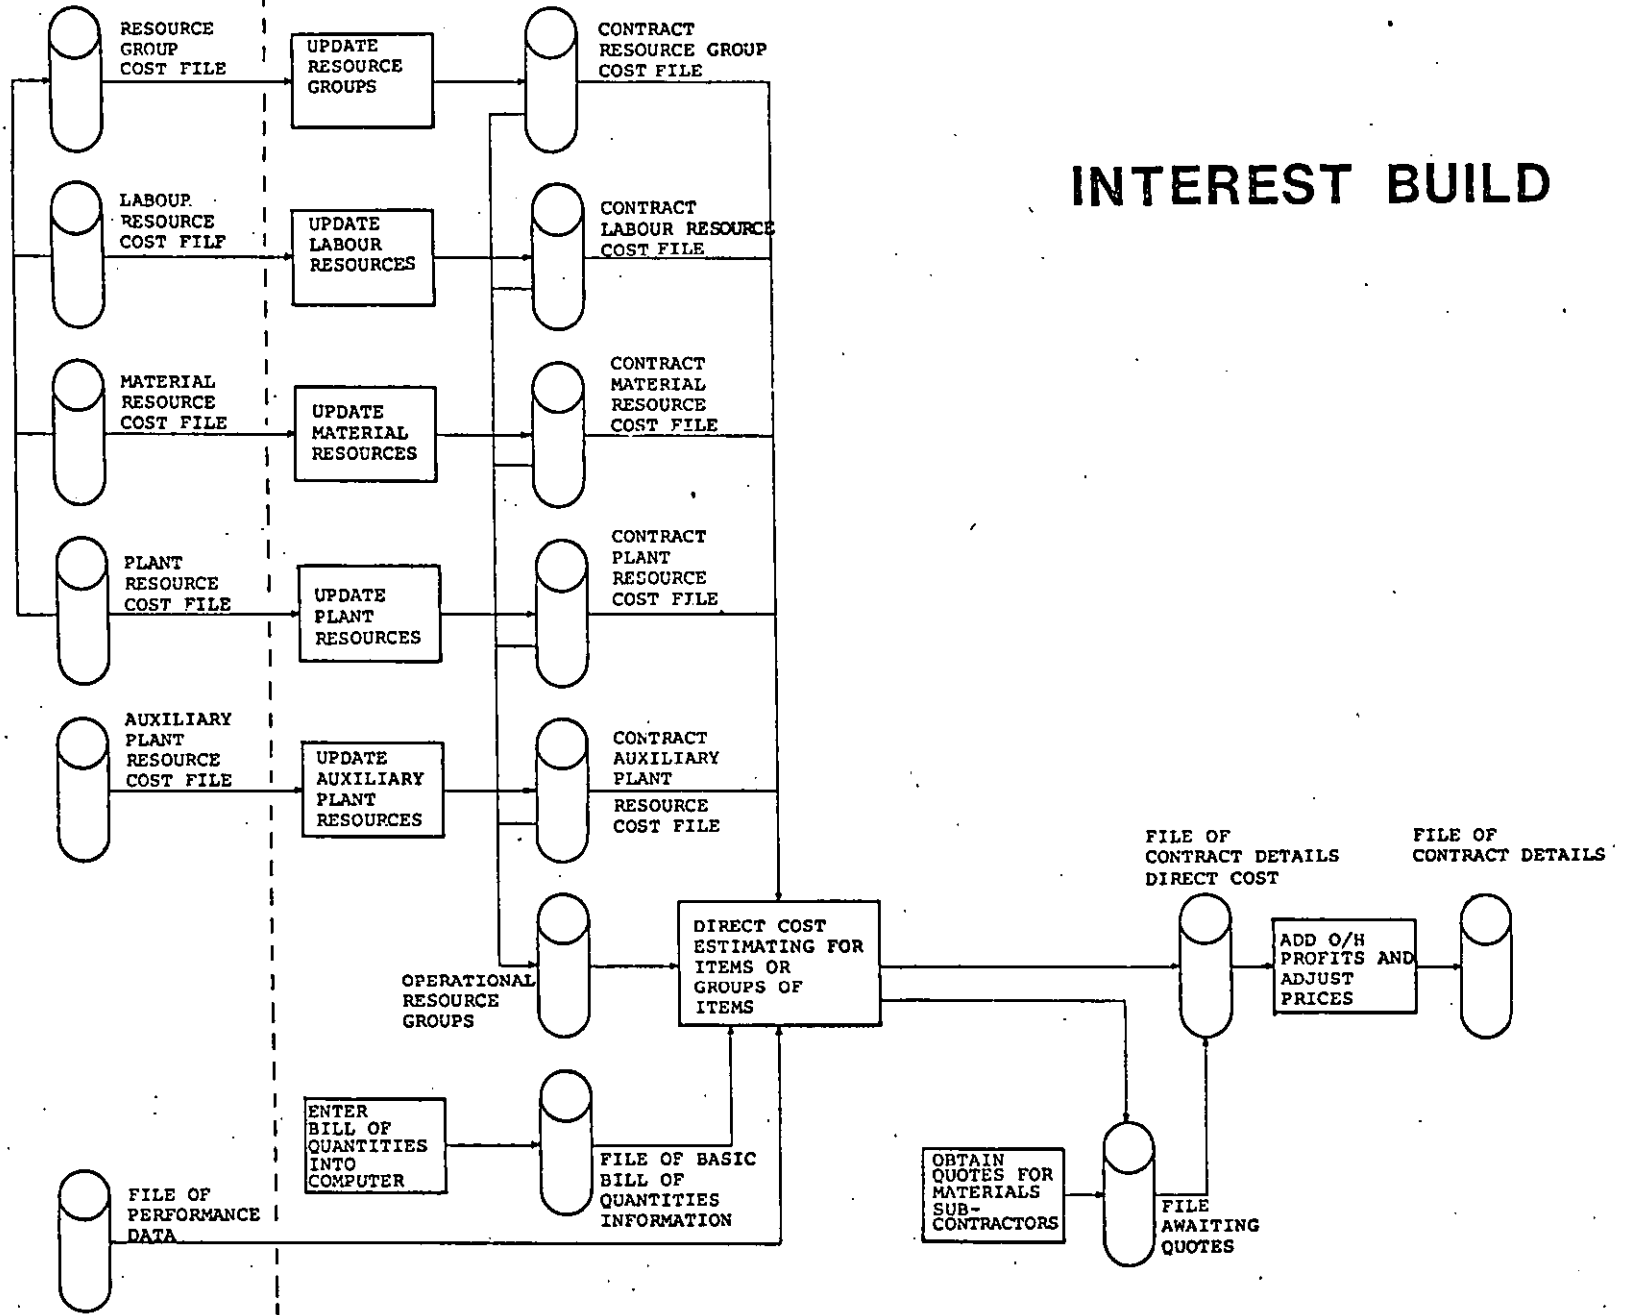 RESOURCE
GROUP
COST FILE
UPDATE
RESOURCE
GROUPS
CONTRACT
RESOURCE GROUP
COST FILE
INTEREST BUILD
LABOUR
RESOURCE
COST FILE
UPDATE
LABOUR
RESOURCES
CONTRACT
LABOUR RESOURCE
COST FILE
MATERIAL
RESOURCE
COST FILE
UPDATE
MATERIAL
RESOURCES
CONTRACT
MATERIAL
RESOURCE
COST FILE
PLANT
RESOURCE
COST FILE
UPDATE
PLANT
RESOURCES
CONTRACT
PLANT
RESOURCE
COST FILE
AUXILIARY
PLANT
RESOURCE
COST FILE
UPDATE
AUXILIARY
PLANT
RESOURCES
CONTRACT
AUXILIARY
PLANT
RESOURCE
COST FILE
OPERATIONAL
RESOURCE
GROUPS
DIRECT COST
ESTIMATING FOR
ITEMS OR
GROUPS OF
ITEMS
FILE OF
CONTRACT DETAILS
DIRECT COST
ADD O/H
PROFITS AND
ADJUST
PRICES
FILE OF
CONTRACT DETAILS
ENTER
BILL OF
QUANTITIES
INTO
COMPUTER
FILE OF BASIC
BILL OF
QUANTITIES
INFORMATION
OBTAIN
QUOTES FOR
MATERIALS
SUB-
CONTRACTORS
FILE
AWAITING
QUOTES
FILE OF
PERFORMANCE
DATA